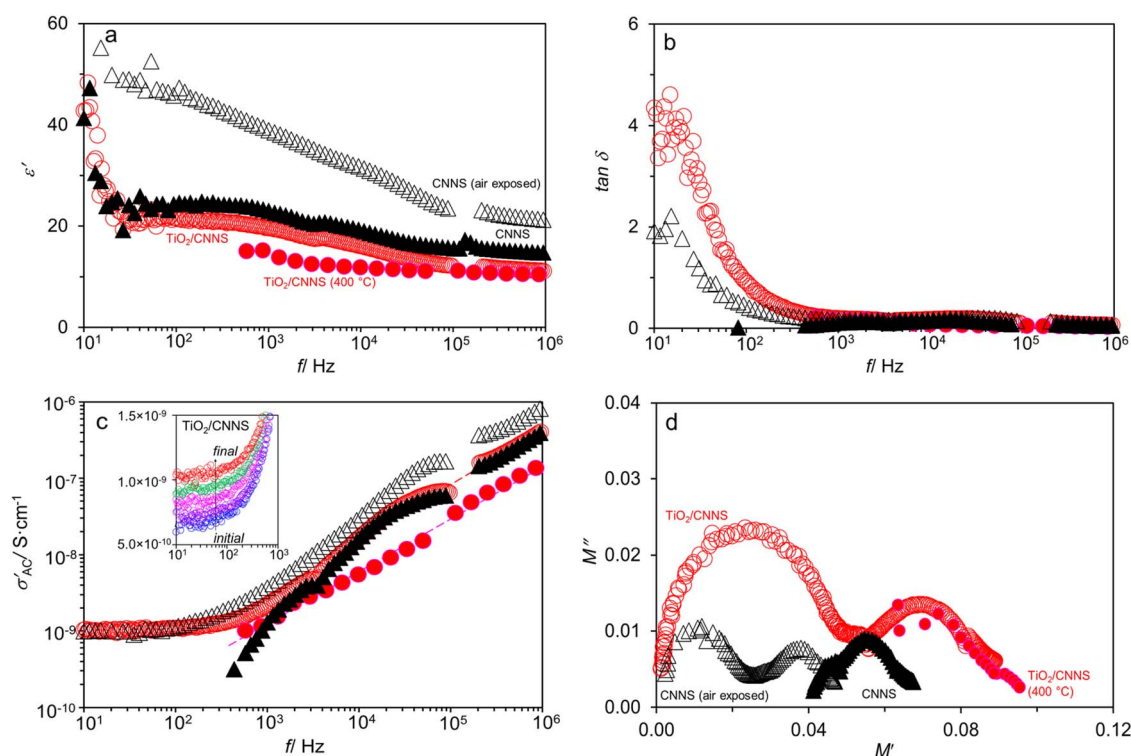 a
60
40
20
0
ε′
CNNS (air exposed)
CNNS
TiO₂/CNNS
TiO₂/CNNS (400 °C)
10¹ 10² 10³ 10⁴ 10⁵ 10⁶
f/ Hz
b
6
4
2
0
tan δ
10¹ 10² 10³ 10⁴ 10⁵ 10⁶
f/ Hz
c
10⁻⁶
10⁻⁷
10⁻⁸
10⁻⁹
10⁻¹⁰
σ′AC/ S·cm⁻¹
1.5×10⁻⁹
TiO₂/CNNS
final
1.0×10⁻⁹
initial
5.0×10⁻¹⁰
10¹ 10² 10³
10¹ 10² 10³ 10⁴ 10⁵ 10⁶
f/ Hz
d
0.04
0.03
0.02
0.01
0.00
M″
TiO₂/CNNS
CNNS (air exposed)
CNNS
TiO₂/CNNS
(400 °C)
0.00 0.04 0.08 0.12
M′